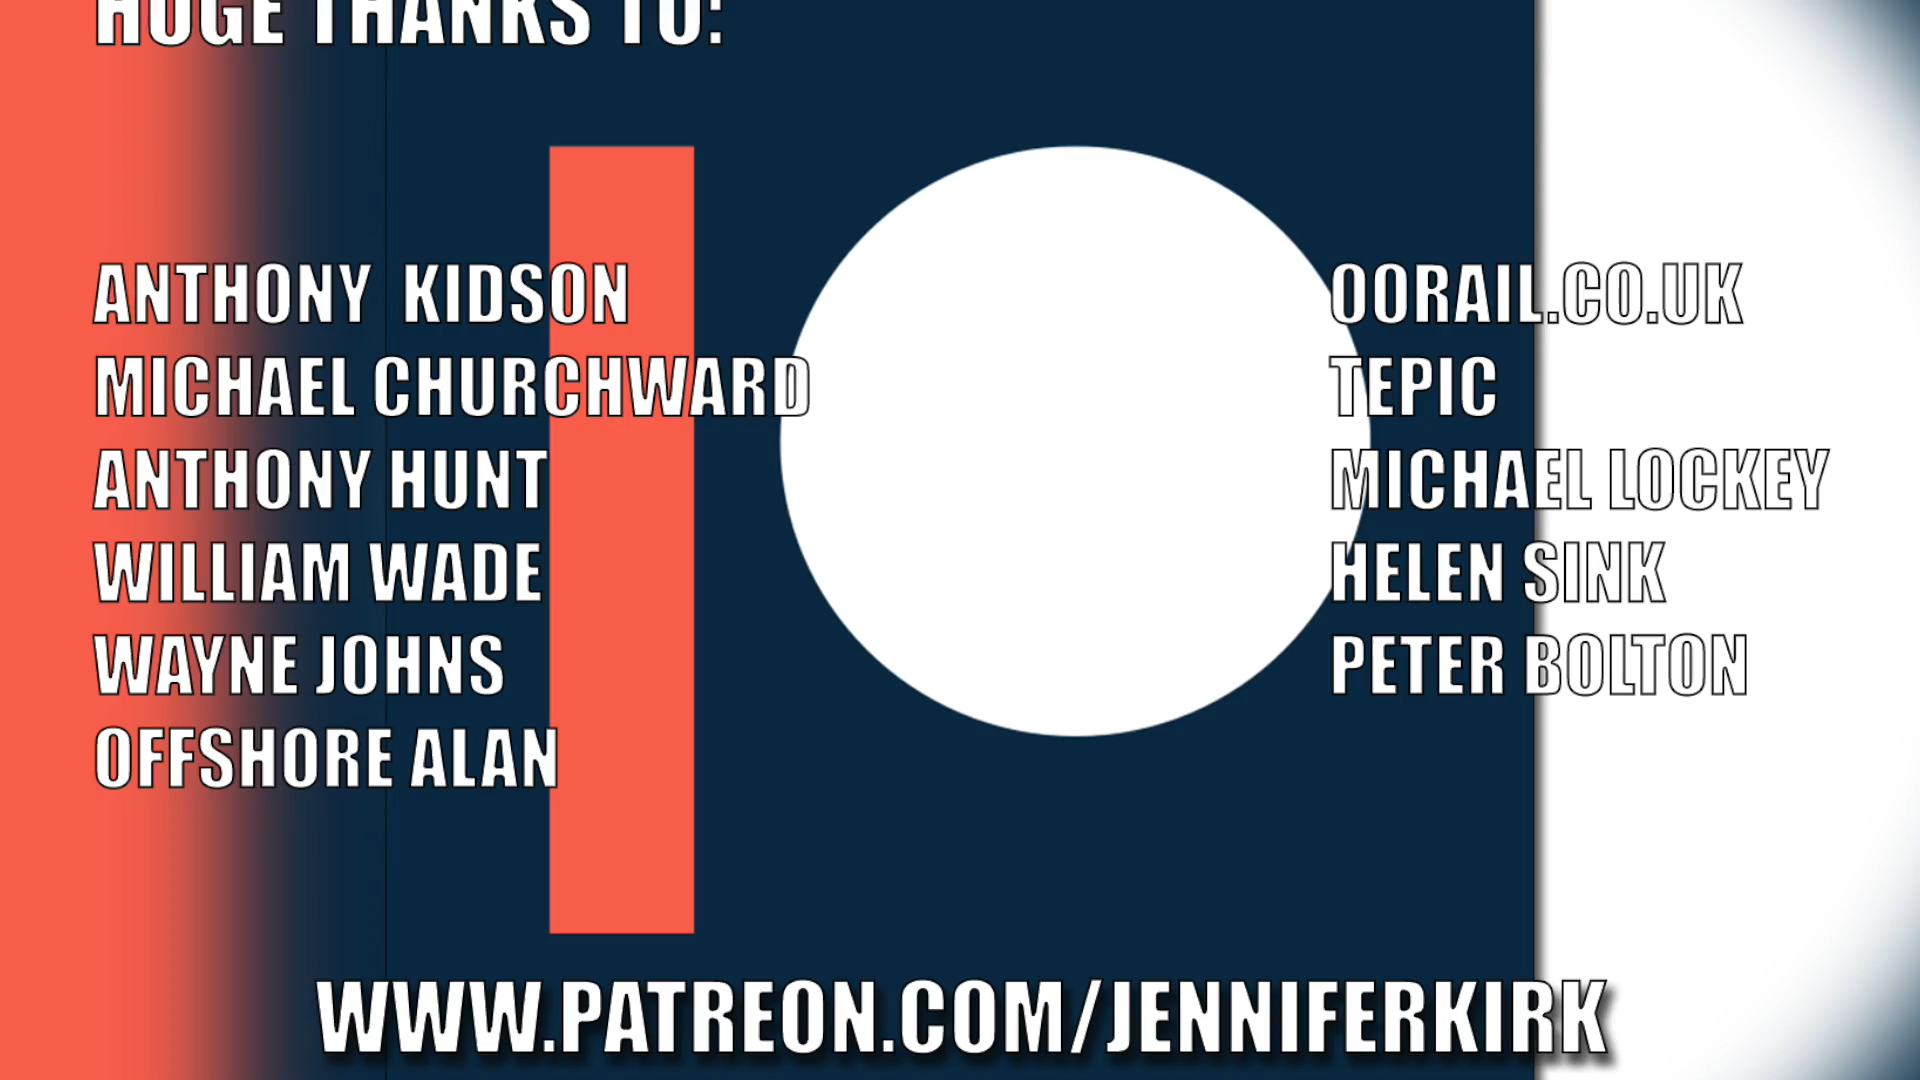 HUGE THANKS TO:
ANTHONY KIDSON
MICHAEL CHURCHWARD
ANTHONY HUNT
WILLIAM WADE
WAYNE JOHNS
OFFSHORE ALAN
OORAIL.CO.UK
TEPIC
MICHAEL LOCKEY
HELEN SINK
PETER BOLTON
WWW.PATREON.COM/JENNIFERKIRK